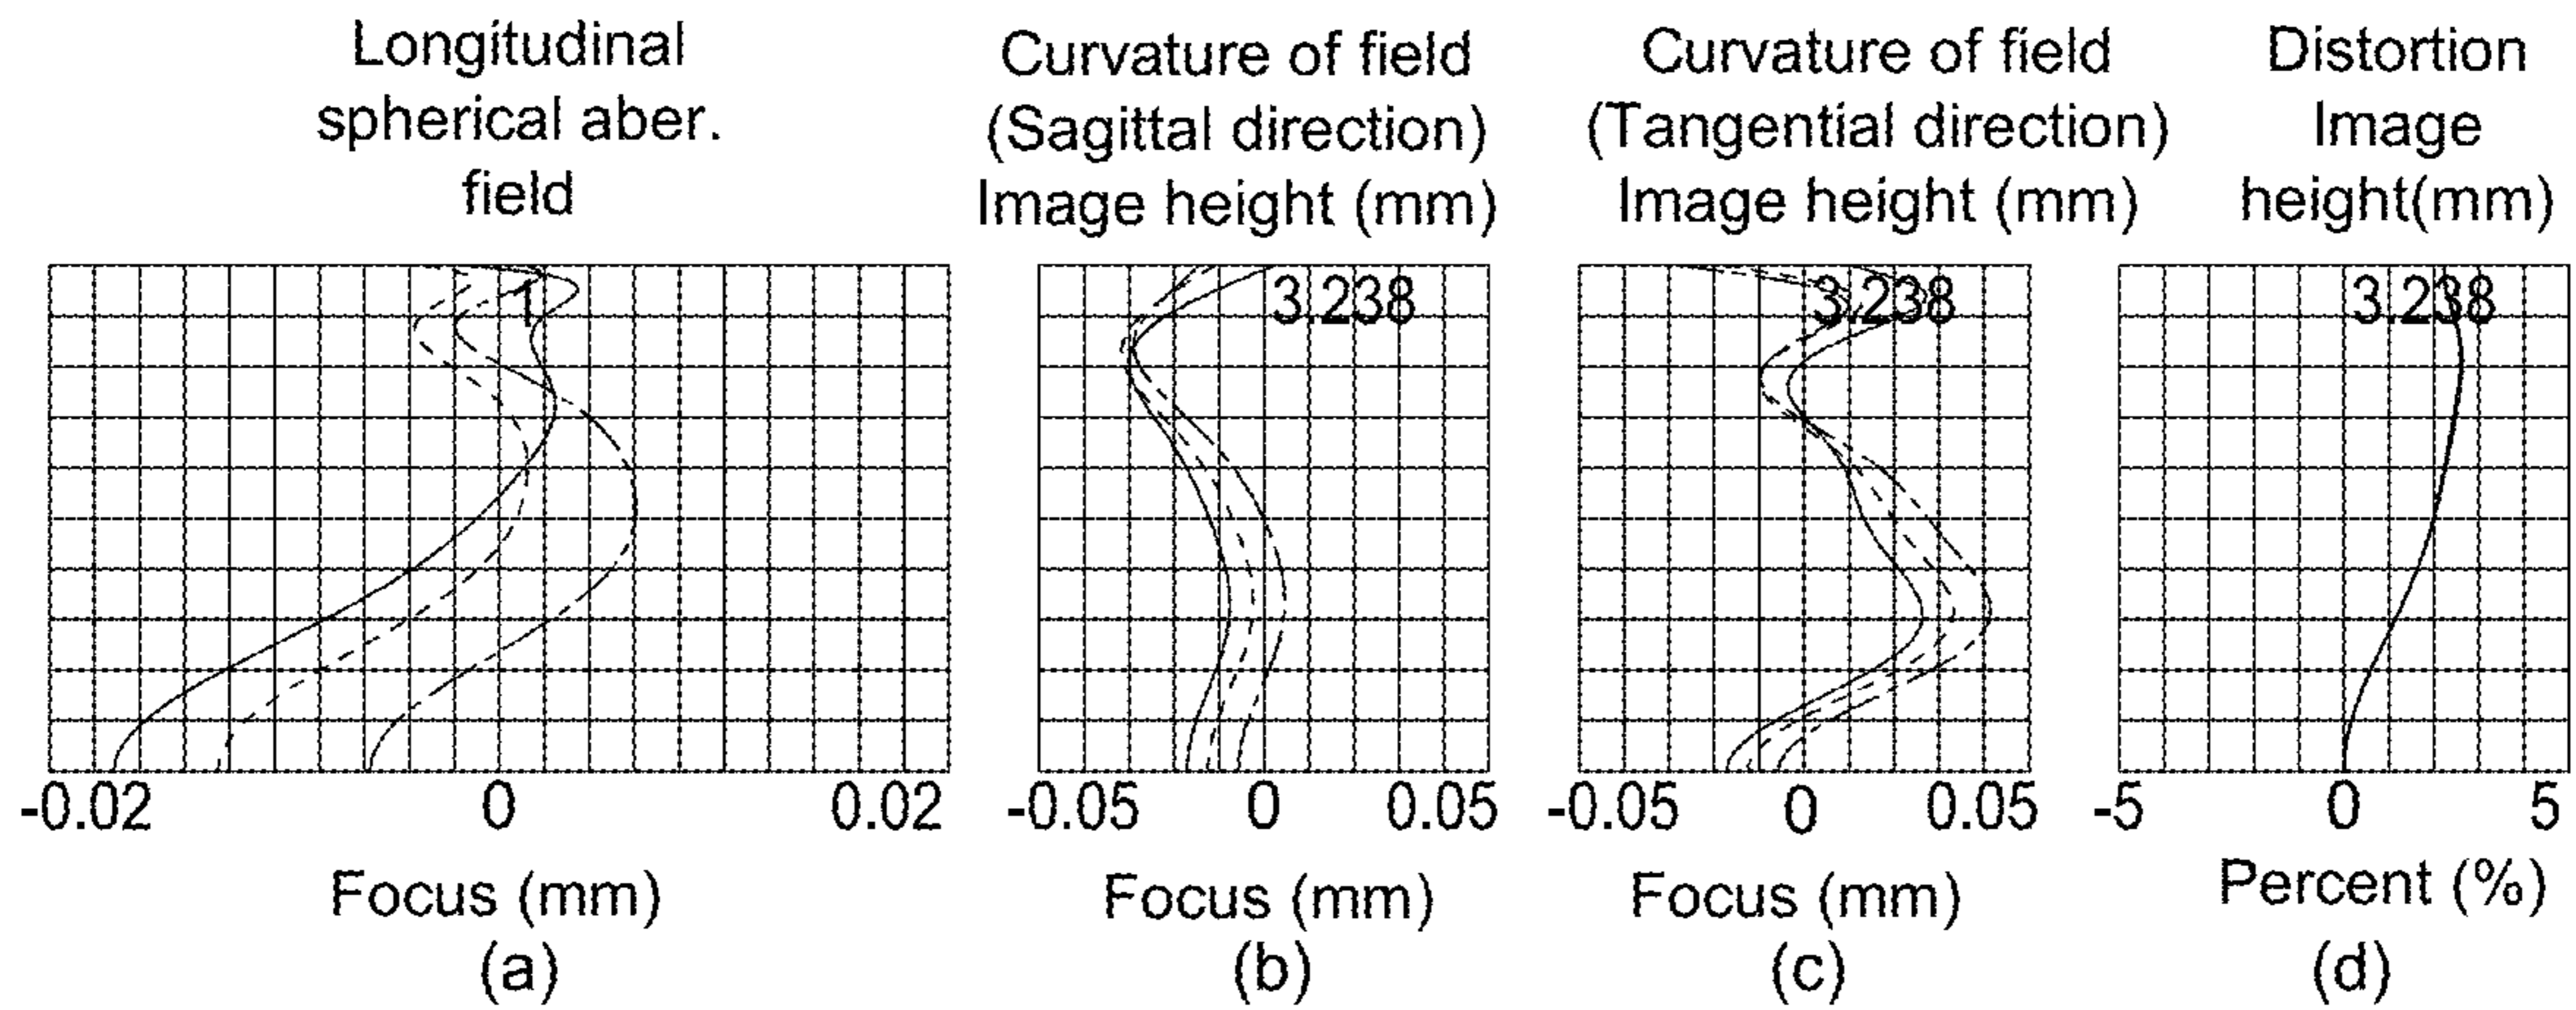 Longitudinal
spherical aber.
field
1
-0.02 0 0.02
Focus (mm)
(a)
Curvature of field
(Sagittal direction)
Image height (mm)
3.238
-0.05 0 0.05
Focus (mm)
(b)
Curvature of field
(Tangential direction)
Image height (mm)
3.238
-0.05 0 0.05
Focus (mm)
(c)
Distortion
Image
height(mm)
3.238
-5 0 5
Percent (%)
(d)